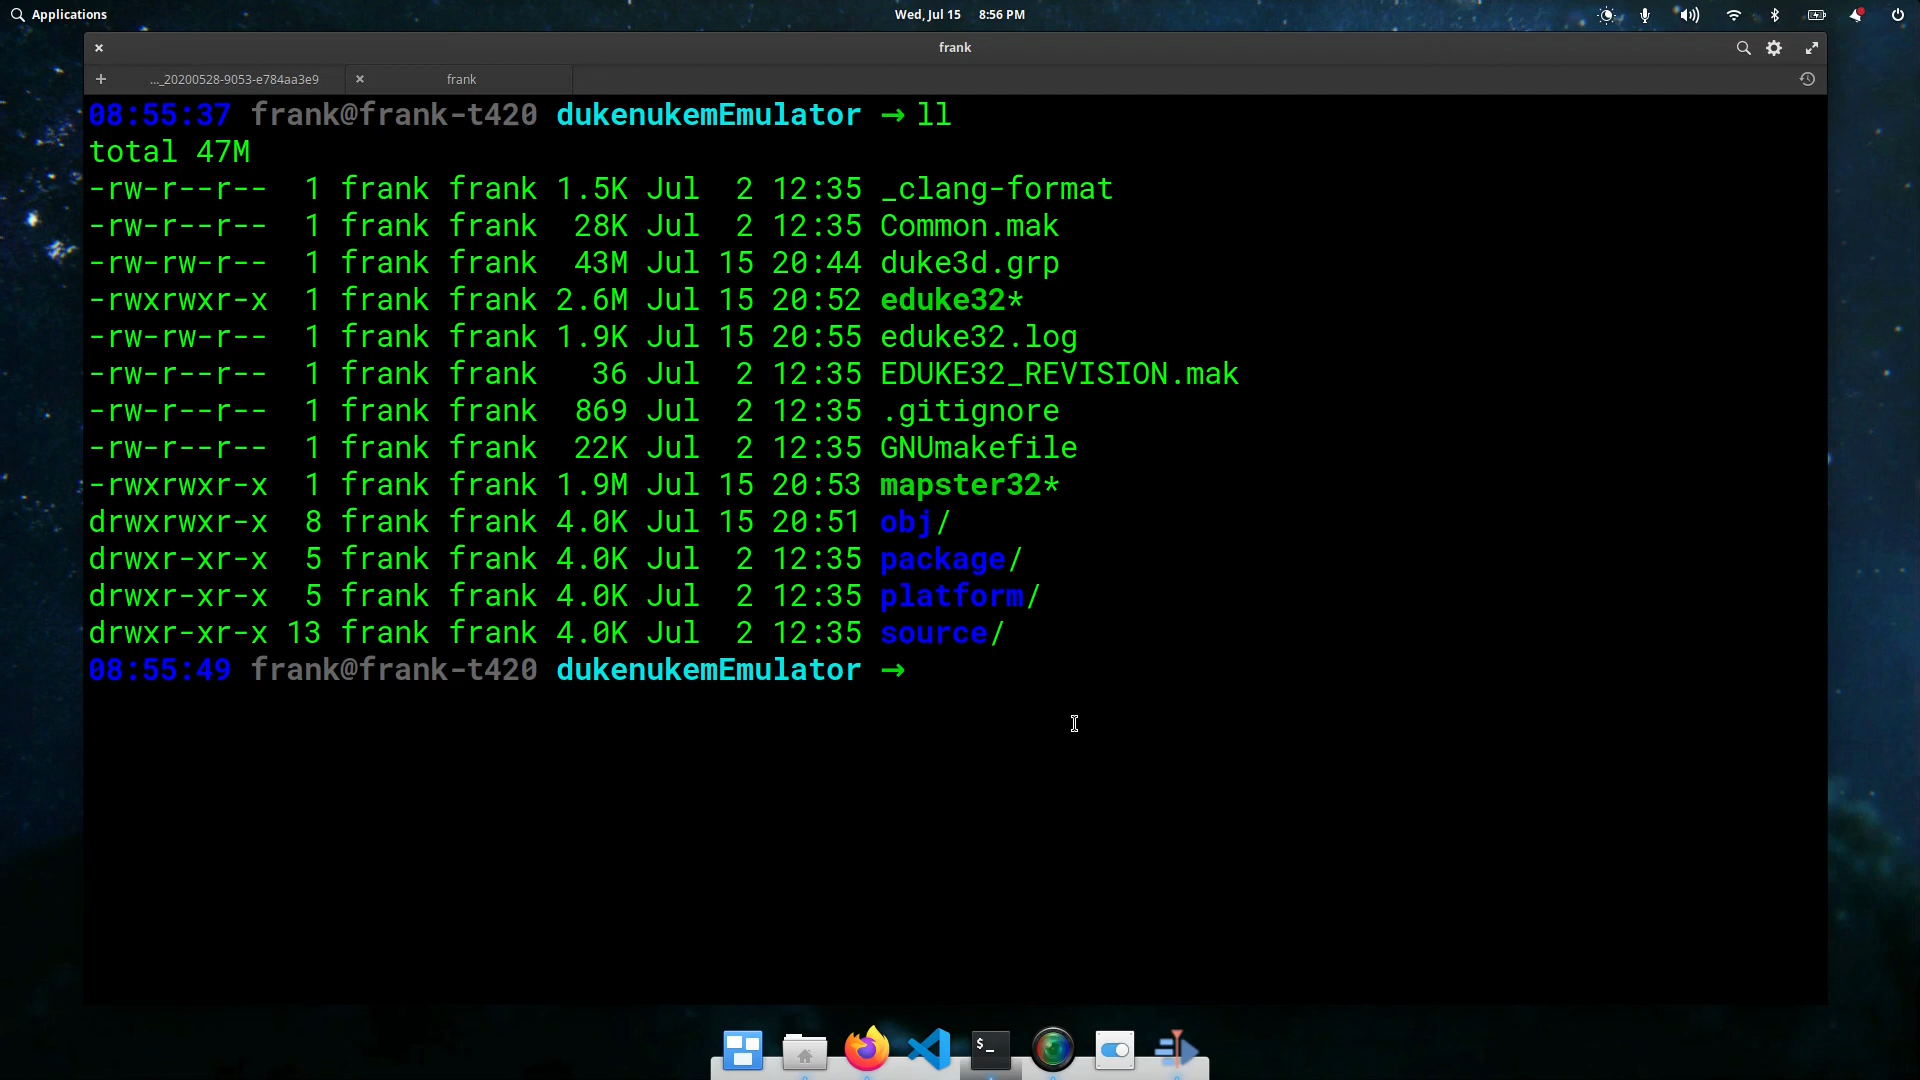 Applications
Wed, Jul 15 8:56 PM
frank
..._20200528-9053-e784aa3e9
frank
08:55:37 frank@frank-t420 dukenukemEmulator → ll
total 47M
-rw-r--r-- 1 frank frank 1.5K Jul 2 12:35 _clang-format
-rw-r--r-- 1 frank frank 28K Jul 2 12:35 Common.mak
-rw-rw-r-- 1 frank frank 43M Jul 15 20:44 duke3d.grp
-rwxrwxr-x 1 frank frank 2.6M Jul 15 20:52 eduke32*
-rw-rw-r-- 1 frank frank 1.9K Jul 15 20:55 eduke32.log
-rw-r--r-- 1 frank frank 36 Jul 2 12:35 EDUKE32_REVISION.mak
-rw-r--r-- 1 frank frank 869 Jul 2 12:35 .gitignore
-rw-r--r-- 1 frank frank 22K Jul 2 12:35 GNUmakefile
-rwxrwxr-x 1 frank frank 1.9M Jul 15 20:53 mapster32*
drwxrwxr-x 8 frank frank 4.0K Jul 15 20:51 obj/
drwxr-xr-x 5 frank frank 4.0K Jul 2 12:35 package/
drwxr-xr-x 5 frank frank 4.0K Jul 2 12:35 platform/
drwxr-xr-x 13 frank frank 4.0K Jul 2 12:35 source/
08:55:49 frank@frank-t420 dukenukemEmulator →
$_